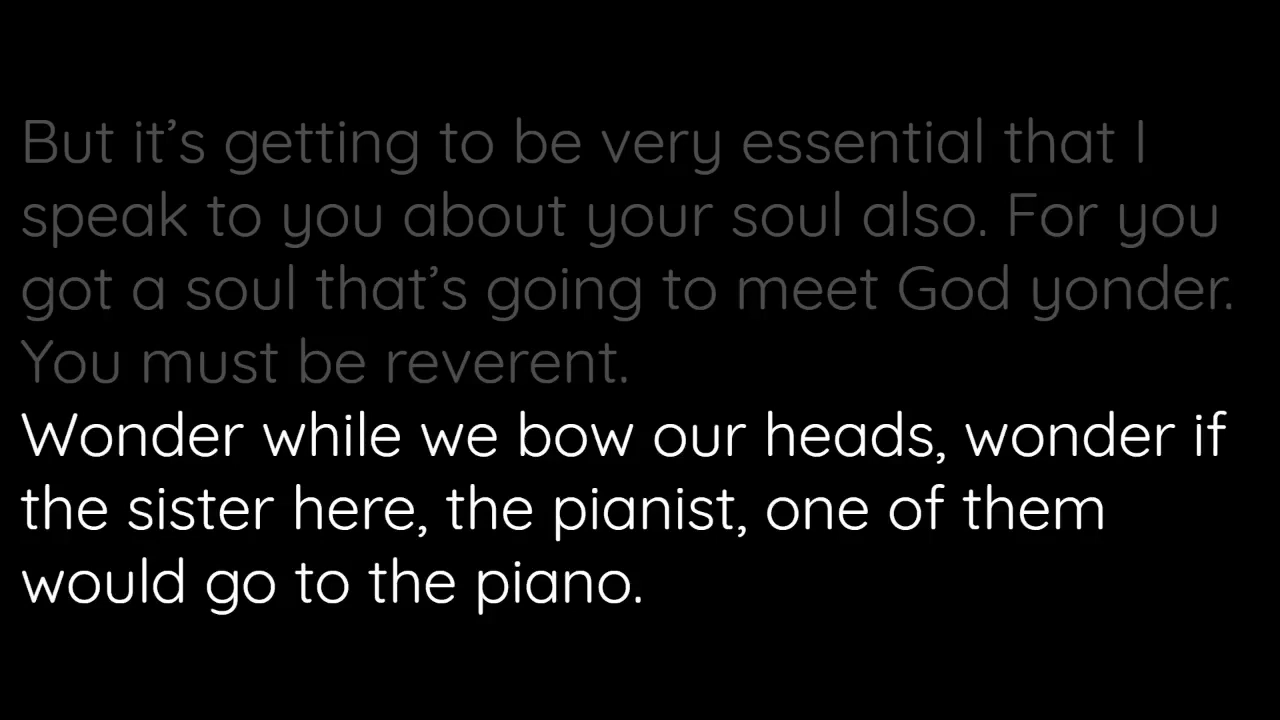 But it’s getting to be very essential that I
speak to you about your soul also. For you
got a soul that’s going to meet God yonder.
You must be reverent.
Wonder while we bow our heads, wonder if
the sister here, the pianist, one of them
would go to the piano.